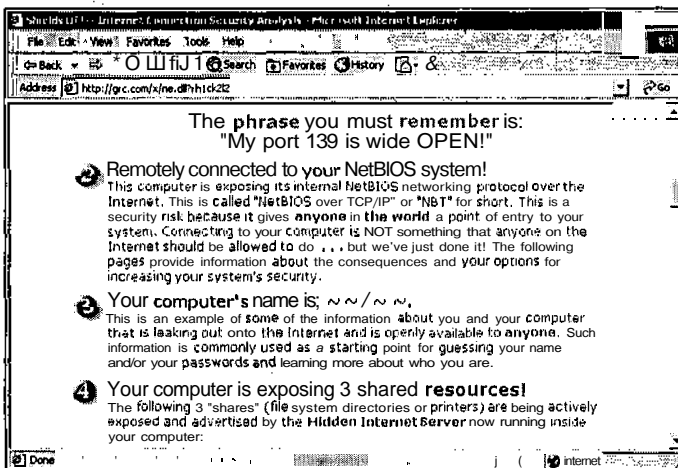 Shields UP! -- Internet Connection Security Analysis - Microsoft Internet Explorer
File Edit View Favorites Tools Help
Back Search Favorites History
Address http://grc.com/x/ne.dll?rh1ck2l2 Go
The phrase you must remember is:
"My port 139 is wide OPEN!"
2 Remotely connected to your NetBIOS system!
This computer is exposing its internal NetBIOS networking protocol over the
Internet. This is called "NetBIOS over TCP/IP" or "NBT" for short. This is a
security risk because it gives anyone in the world a point of entry to your
system. Connecting to your computer is NOT something that anyone on the
Internet should be allowed to do ... but we've just done it! The following
pages provide information about the consequences and your options for
increasing your system's security.
3 Your computer's name is; ~ ~ / ~ ~.
This is an example of some of the information about you and your computer
that is leaking out onto the Internet and is openly available to anyone. Such
information is commonly used as a starting point for guessing your name
and/or your passwords and learning more about who you are.
4 Your computer is exposing 3 shared resources!
The following 3 "shares" (file system directories or printers) are being actively
exposed and advertised by the Hidden Internet Server now running inside
your computer:
Done internet